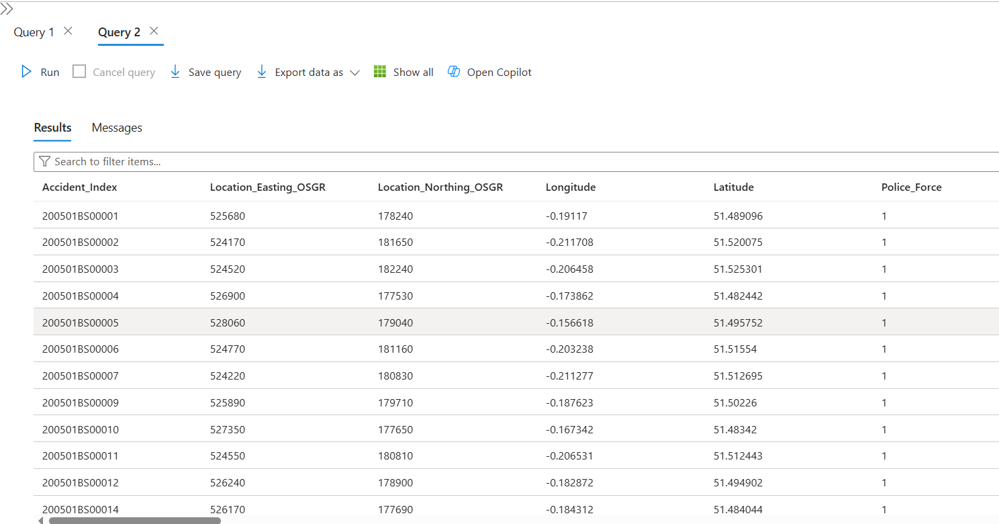 Query 1 Query 2
Run Cancel query Save query Export data as Show all Open Copilot
Results Messages
Search to filter items...
Accident_Index Location_Easting_OSGR Location_Northing_OSGR Longitude Latitude Police_Force
200501BS00001 525680 178240 -0.19117 51.489096 1
200501BS00002 524170 181650 -0.211708 51.520075 1
200501BS00003 524520 182240 -0.206458 51.525301 1
200501BS00004 526900 177530 -0.173862 51.482442 1
200501BS00005 528060 179040 -0.156618 51.495752 1
200501BS00006 524770 181160 -0.203238 51.51554 1
200501BS00007 524220 180830 -0.211277 51.512695 1
200501BS00009 525890 179710 -0.187623 51.50226 1
200501BS00010 527350 177650 -0.167342 51.48342 1
200501BS00011 524550 180810 -0.206531 51.512443 1
200501BS00012 526240 178900 -0.182872 51.494902 1
200501BS00014 526170 177690 -0.184312 51.484044 1